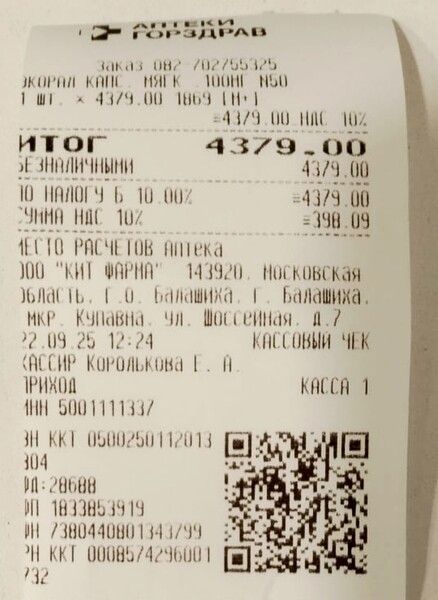 АПТЕКИ
ГОРЗДРАВ
Заказ 082-702755325
ЭКОРАЛ КАПС. МЯГК .100МГ N50
1 ШТ. × 4379.00 1869 [М+]
=4379.00 НДС 10%
ИТОГ 4379.00
БЕЗНАЛИЧНЫМИ 4379.00
ПО НАЛОГУ Б 10.00% =4379.00
СУММА НДС 10% =398.09
МЕСТО РАСЧЕТОВ Аптека
ООО "КИТ ФАРМА" 143920, Московская
область, Г.О. Балашиха, г. Балашиха,
мкр. Купавна, ул. Шоссейная, д.7
22.09.25 12:24 КАССОВЫЙ ЧЕК
КАССИР Королькова Е. А.
ПРИХОД КАССА 1
ИНН 5001111337
ЗН ККТ 0500250112013
304
ФД:28688
ФП 1833853919
ФН 7380440801343799
РН ККТ 0008574296001
732